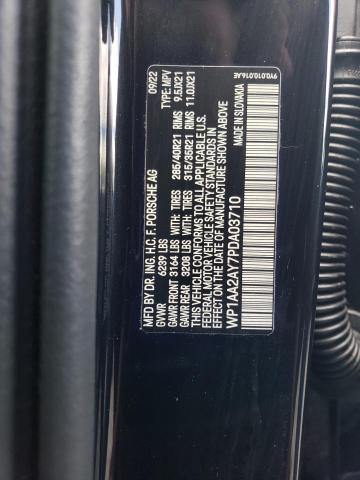 MFD BY DR. ING. H.C. F. PORSCHE AG 09/22
GVWR 6239 LBS TYPE: MPV
GAWR FRONT 3164 LBS WITH TIRES 285/40R21 RIMS 9.5JX21
GAWR REAR 3208 LBS WITH TIRES 315/35R21 RIMS 11.0JX21
THIS VEHICLE CONFORMS TO ALL APPLICABLE U.S.
FEDERAL MOTOR VEHICLE SAFETY STANDARDS IN
EFFECT ON THE DATE OF MANUFACTURE SHOWN ABOVE
WP1AA2AY7PDA03710 MADE IN SLOVAKIA
9Y0.010.016.AE